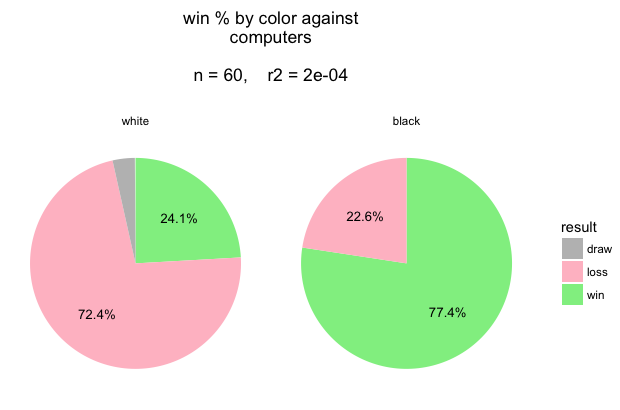 win % by color against
computers
n = 60,    r2 = 2e-04
white
black
24.1%
72.4%
22.6%
77.4%
result
draw
loss
win